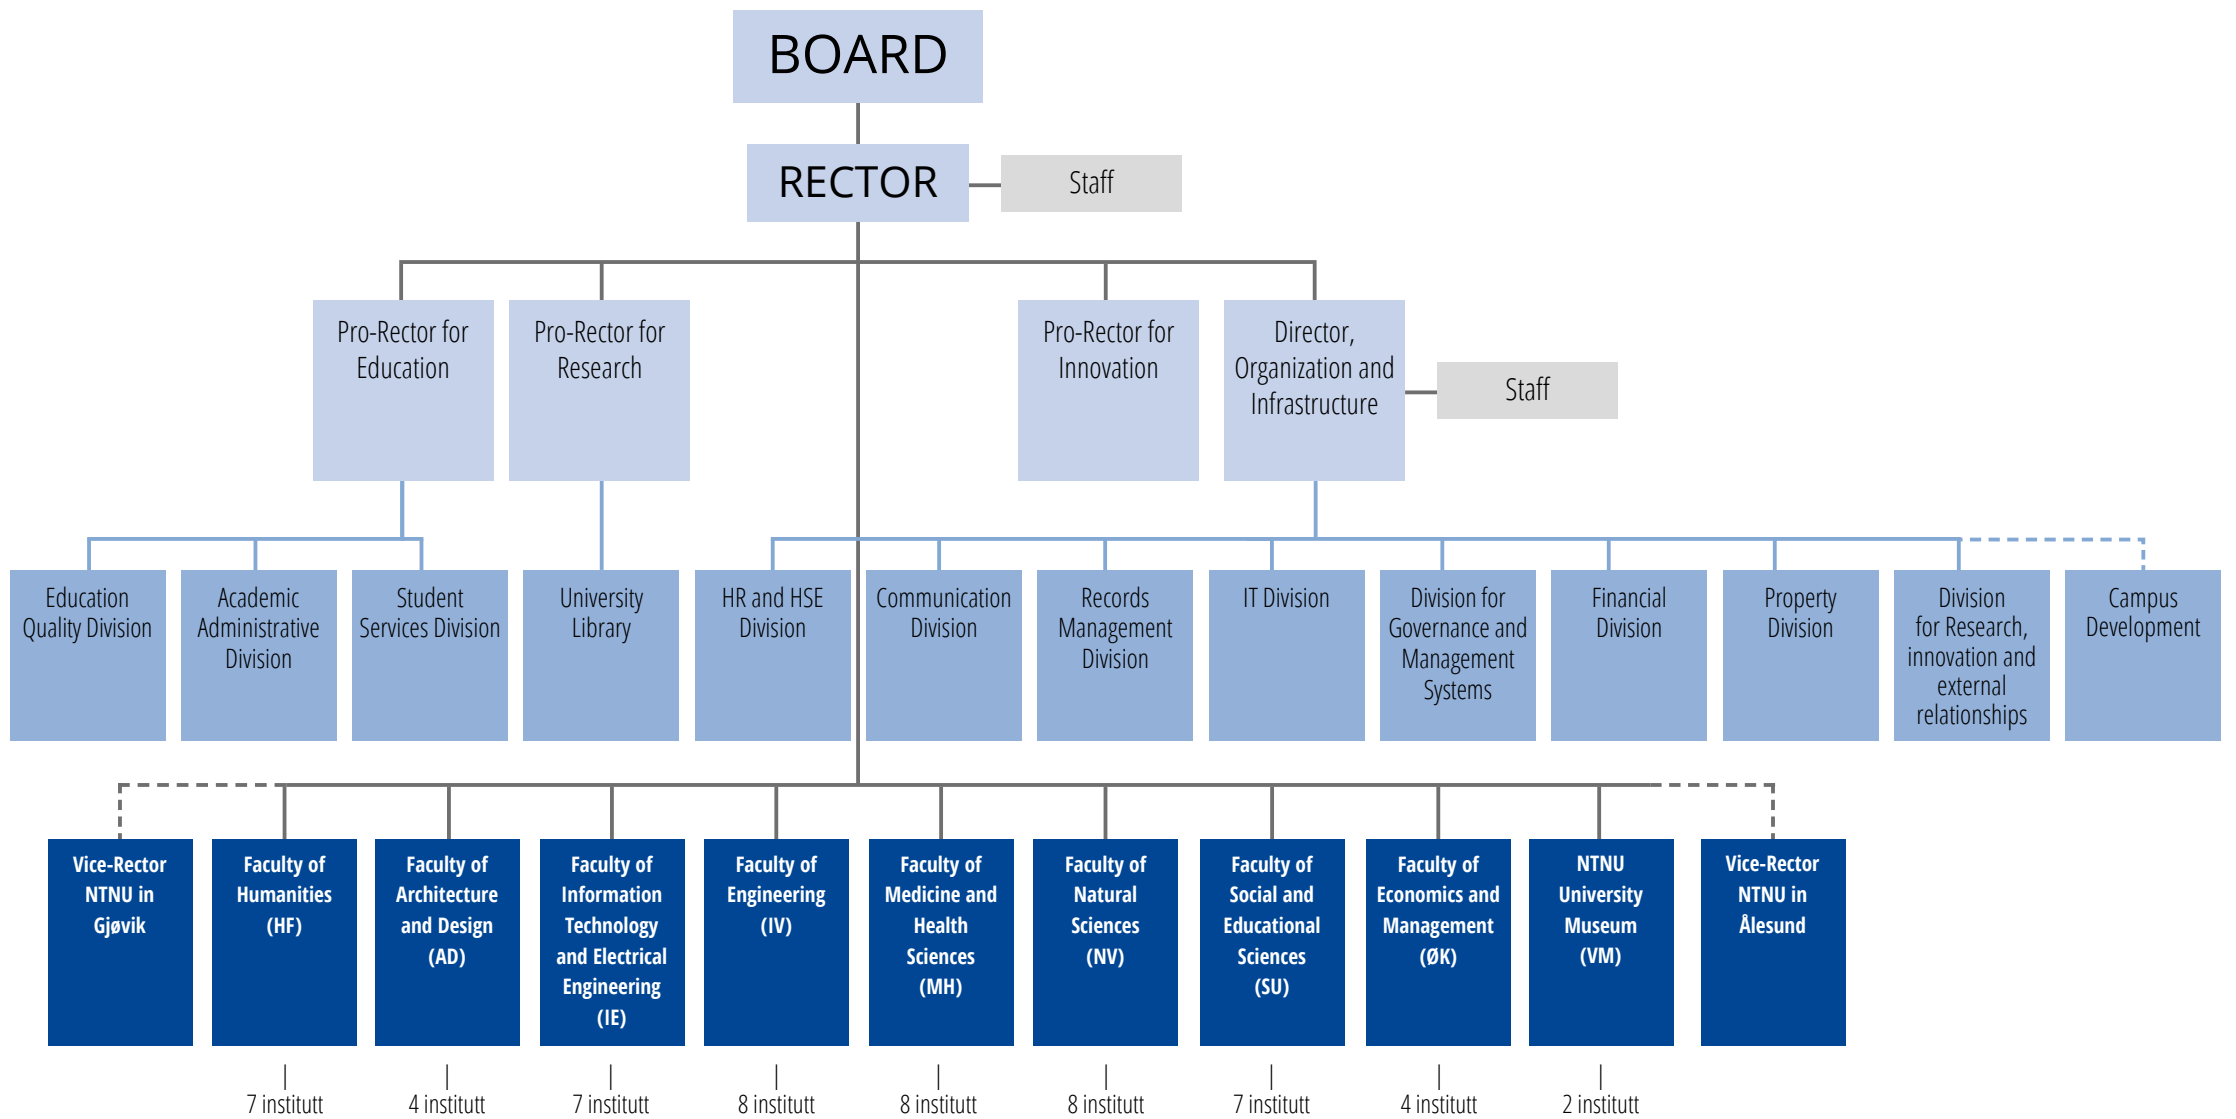 BOARD
RECTOR
Staff
Pro-Rector for
Education
Pro-Rector for
Research
Pro-Rector for
Innovation
Director,
Organization and
Infrastructure
Staff
Education
Quality Division
Academic
Administrative
Division
Student
Services Division
University
Library
HR and HSE
Division
Communication
Division
Records
Management
Division
IT Division
Division for
Governance and
Management
Systems
Financial
Division
Property
Division
Division
for Research,
innovation and
external
relationships
Campus
Development
Vice-Rector
NTNU in
Gjøvik
Faculty of
Humanities
(HF)
Faculty of
Architecture
and Design
(AD)
Faculty of
Information
Technology
and Electrical
Engineering
(IE)
Faculty of
Engineering
(IV)
Faculty of
Medicine and
Health
Sciences
(MH)
Faculty of
Natural
Sciences
(NV)
Faculty of
Social and
Educational
Sciences
(SU)
Faculty of
Economics and
Management
(ØK)
NTNU
University
Museum
(VM)
Vice-Rector
NTNU in
Ålesund
7 institutt
4 institutt
7 institutt
8 institutt
8 institutt
8 institutt
7 institutt
4 institutt
2 institutt